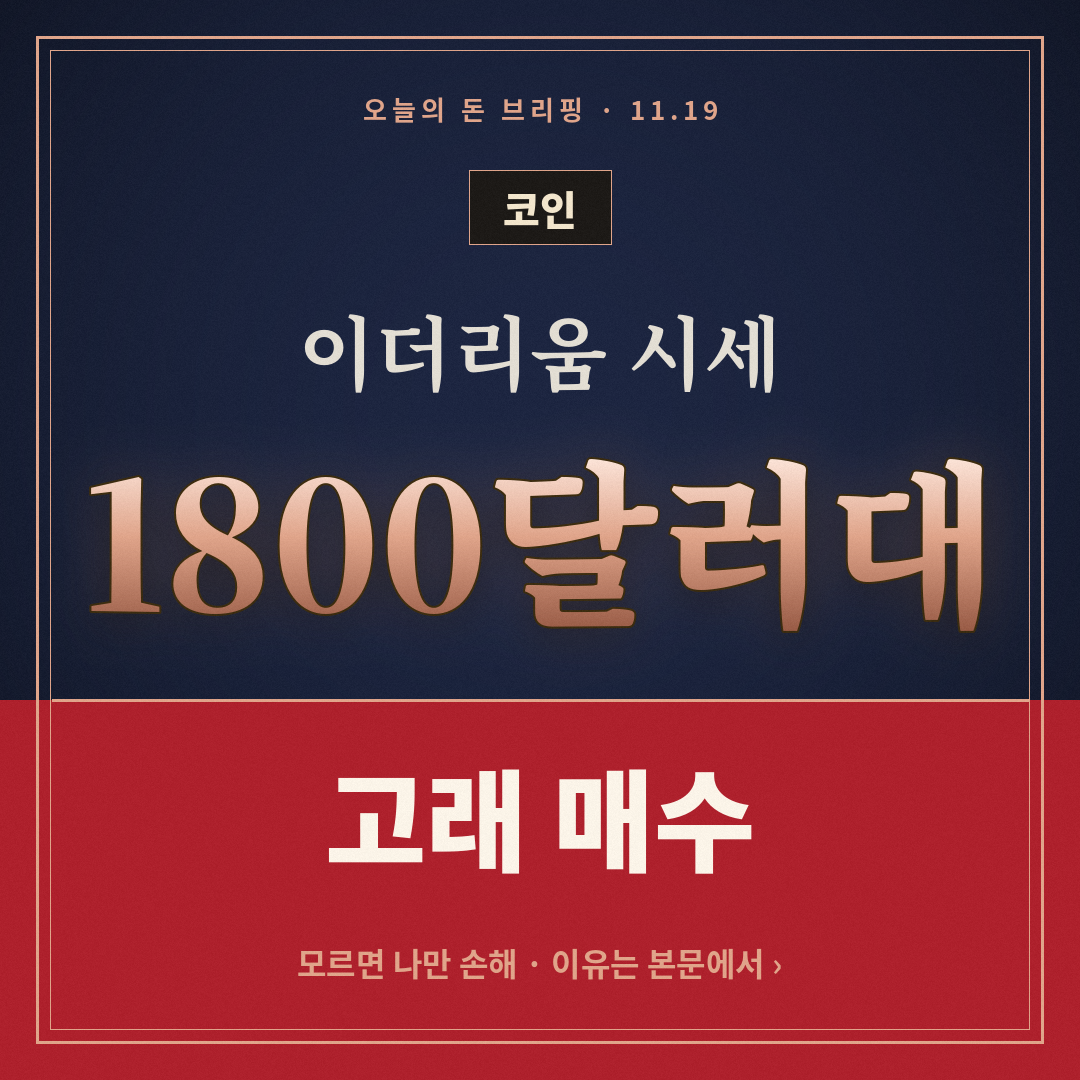 오늘의 돈 브리핑 · 11.19
코인
이더리움 시세
1800달러대
고래 매수
모르면 나만 손해 · 이유는 본문에서 ›